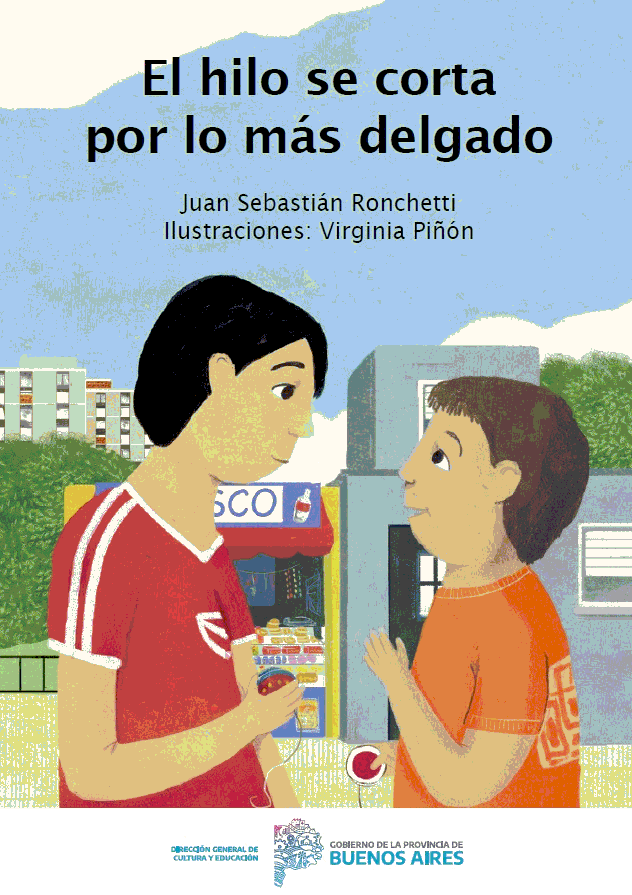 El hilo se corta
por lo más delgado
Juan Sebastián Ronchetti
Ilustraciones: Virginia Piñón
SCO
DIRECCIÓN GENERAL DE
CULTURA Y EDUCACIÓN
GOBIERNO DE LA PROVINCIA DE
BUENOS AIRES